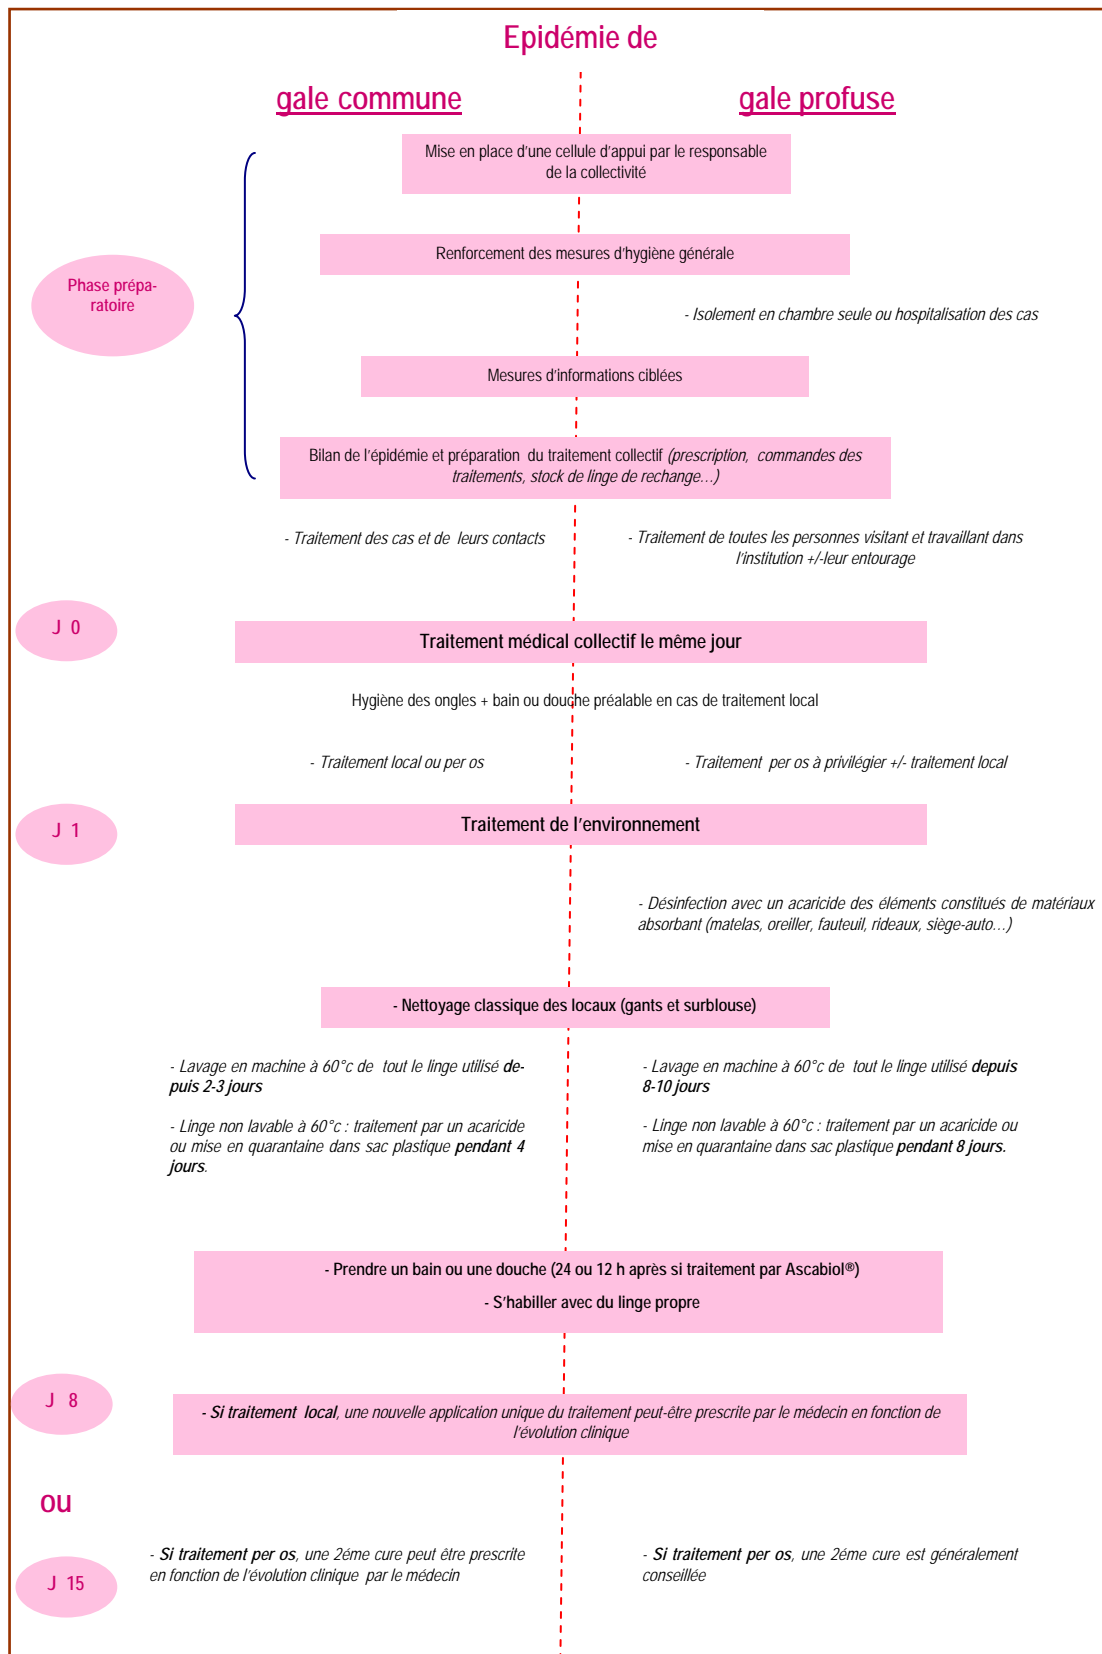 Epidémie de
gale commune
gale profuse
Mise en place d'une cellule d'appui par le responsable
de la collectivité
Renforcement des mesures d'hygiène générale
Phase prépa-
ratoire
- Isolement en chambre seule ou hospitalisation des cas
Mesures d'informations ciblées
Bilan de l'épidémie et préparation du traitement collectif (prescription, commandes des
traitements, stock de linge de rechange…)
- Traitement des cas et de leurs contacts
- Traitement de toutes les personnes visitant et travaillant dans
l'institution +/-leur entourage
J 0
Traitement médical collectif le même jour
Hygiène des ongles + bain ou douche préalable en cas de traitement local
- Traitement local ou per os
- Traitement per os à privilégier +/- traitement local
J 1
Traitement de l'environnement
- Désinfection avec un acaricide des éléments constitués de matériaux
absorbant (matelas, oreiller, fauteuil, rideaux, siège-auto…)
- Nettoyage classique des locaux (gants et surblouse)
- Lavage en machine à 60°c de tout le linge utilisé de-
puis 2-3 jours
- Linge non lavable à 60°c : traitement par un acaricide
ou mise en quarantaine dans sac plastique pendant 4
jours.
- Lavage en machine à 60°c de tout le linge utilisé depuis
8-10 jours
- Linge non lavable à 60°c : traitement par un acaricide ou
mise en quarantaine dans sac plastique pendant 8 jours.
- Prendre un bain ou une douche (24 ou 12 h après si traitement par Ascabiol®)
- S'habiller avec du linge propre
J 8
- Si traitement local, une nouvelle application unique du traitement peut-être prescrite par le médecin en fonction de
l'évolution clinique
ou
J 15
- Si traitement per os, une 2éme cure peut être prescrite
en fonction de l'évolution clinique par le médecin
- Si traitement per os, une 2éme cure est généralement
conseillée